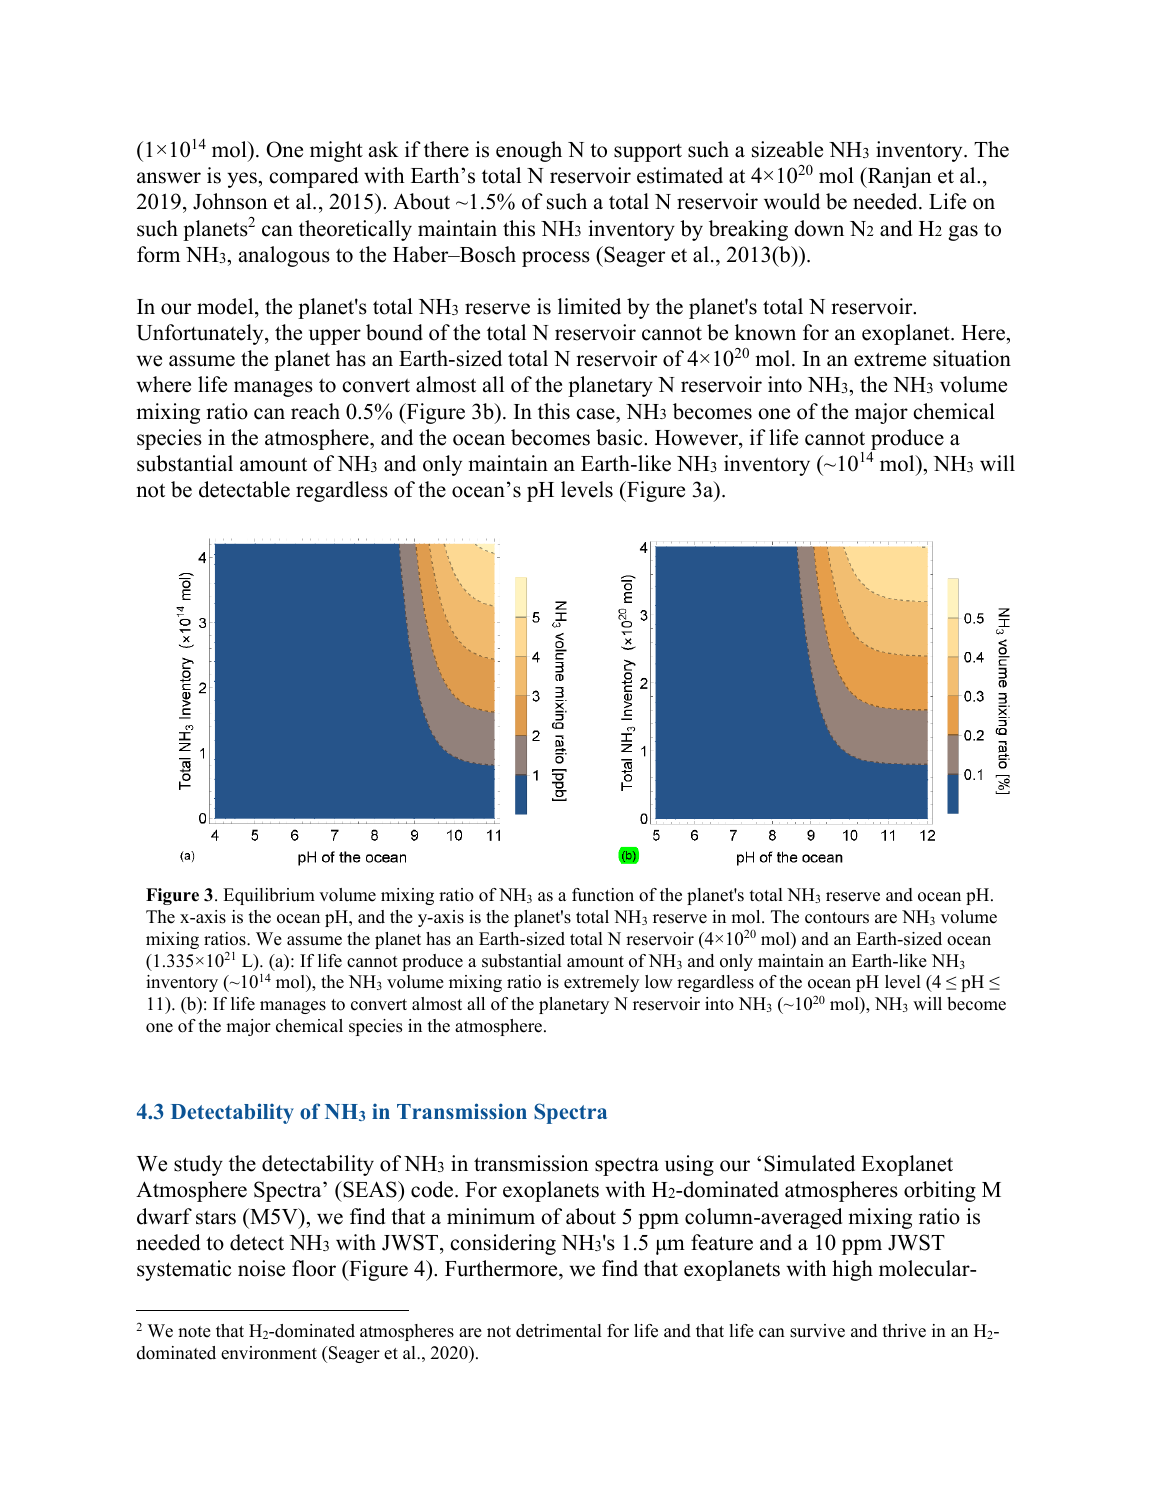 (1×10¹⁴ mol). One might ask if there is enough N to support such a sizeable NH₃ inventory. The
answer is yes, compared with Earth’s total N reservoir estimated at 4×10²⁰ mol (Ranjan et al.,
2019, Johnson et al., 2015). About ~1.5% of such a total N reservoir would be needed. Life on
such planets² can theoretically maintain this NH₃ inventory by breaking down N₂ and H₂ gas to
form NH₃, analogous to the Haber–Bosch process (Seager et al., 2013(b)).
In our model, the planet's total NH₃ reserve is limited by the planet's total N reservoir.
Unfortunately, the upper bound of the total N reservoir cannot be known for an exoplanet. Here,
we assume the planet has an Earth-sized total N reservoir of 4×10²⁰ mol. In an extreme situation
where life manages to convert almost all of the planetary N reservoir into NH₃, the NH₃ volume
mixing ratio can reach 0.5% (Figure 3b). In this case, NH₃ becomes one of the major chemical
species in the atmosphere, and the ocean becomes basic. However, if life cannot produce a
substantial amount of NH₃ and only maintain an Earth-like NH₃ inventory (~10¹⁴ mol), NH₃ will
not be detectable regardless of the ocean’s pH levels (Figure 3a).
Total NH₃ Inventory (×10¹⁴ mol)
4
3
2
1
0
4 5 6 7 8 9 10 11
pH of the ocean
(a)
5
4
3
2
1
NH₃ volume mixing ratio [ppb]
Total NH₃ Inventory (×10²⁰ mol)
4
3
2
1
0
5 6 7 8 9 10 11 12
pH of the ocean
(b)
0.5
0.4
0.3
0.2
0.1
NH₃ volume mixing ratio [%]
Figure 3. Equilibrium volume mixing ratio of NH₃ as a function of the planet's total NH₃ reserve and ocean pH.
The x-axis is the ocean pH, and the y-axis is the planet's total NH₃ reserve in mol. The contours are NH₃ volume
mixing ratios. We assume the planet has an Earth-sized total N reservoir (4×10²⁰ mol) and an Earth-sized ocean
(1.335×10²¹ L). (a): If life cannot produce a substantial amount of NH₃ and only maintain an Earth-like NH₃
inventory (~10¹⁴ mol), the NH₃ volume mixing ratio is extremely low regardless of the ocean pH level (4 ≤ pH ≤
11). (b): If life manages to convert almost all of the planetary N reservoir into NH₃ (~10²⁰ mol), NH₃ will become
one of the major chemical species in the atmosphere.
4.3 Detectability of NH₃ in Transmission Spectra
We study the detectability of NH₃ in transmission spectra using our ‘Simulated Exoplanet
Atmosphere Spectra’ (SEAS) code. For exoplanets with H₂-dominated atmospheres orbiting M
dwarf stars (M5V), we find that a minimum of about 5 ppm column-averaged mixing ratio is
needed to detect NH₃ with JWST, considering NH₃'s 1.5 μm feature and a 10 ppm JWST
systematic noise floor (Figure 4). Furthermore, we find that exoplanets with high molecular-
² We note that H₂-dominated atmospheres are not detrimental for life and that life can survive and thrive in an H₂-
dominated environment (Seager et al., 2020).